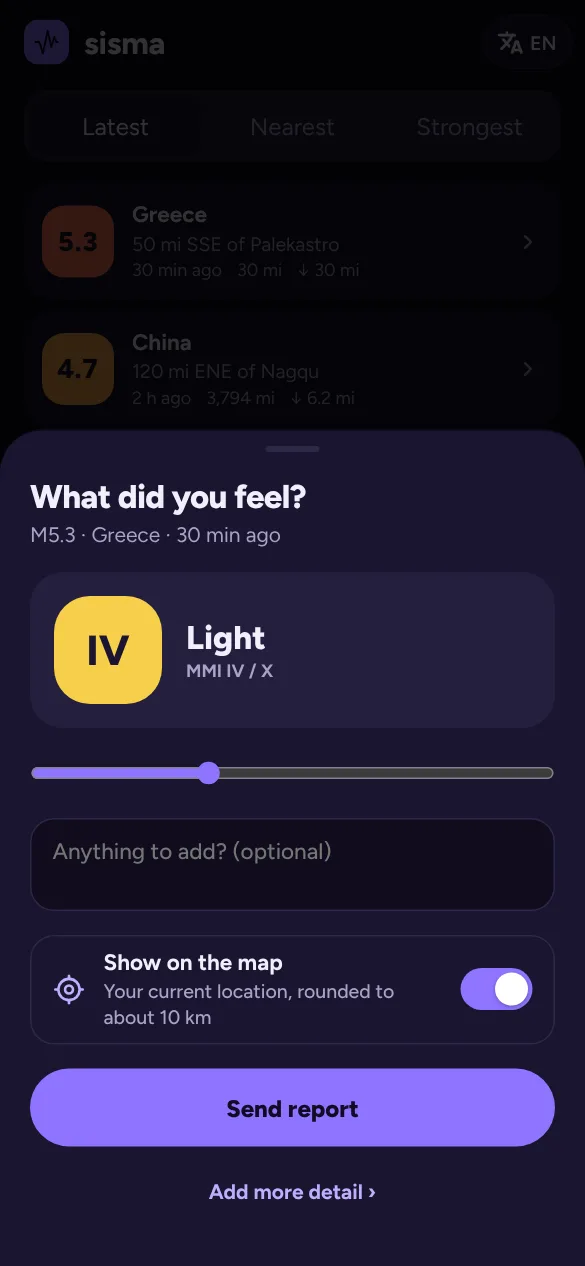 sisma
EN
Latest
Nearest
Strongest
5.3
Greece
50 mi SSE of Palekastro
30 min ago 30 mi ↓ 30 mi
4.7
China
120 mi ENE of Nagqu
2 h ago 3,794 mi ↓ 6.2 mi
What did you feel?
M5.3 · Greece · 30 min ago
IV
Light
MMI IV / X
Anything to add? (optional)
Show on the map
Your current location, rounded to
about 10 km
Send report
Add more detail ›